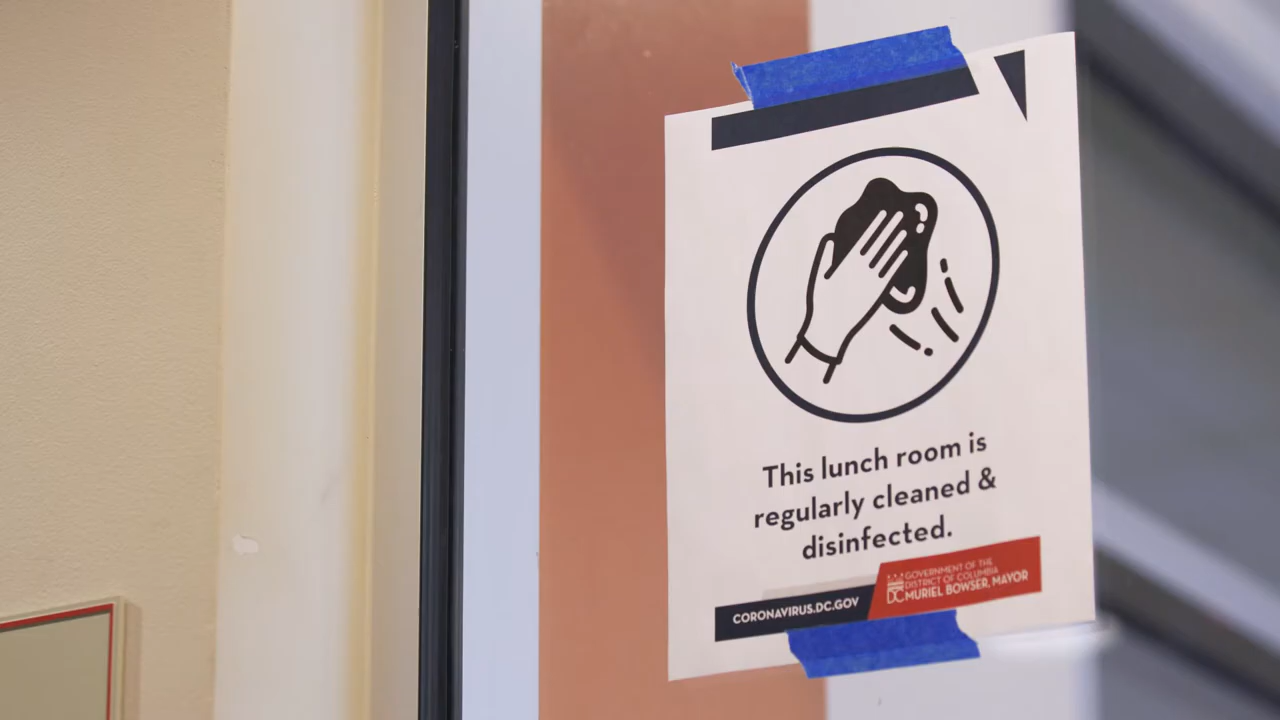 This lunch room is
regularly cleaned &
disinfected.
CORONAVIRUS.DC.GOV
GOVERNMENT OF THE
DISTRICT OF COLUMBIA
DC MURIEL BOWSER, MAYOR